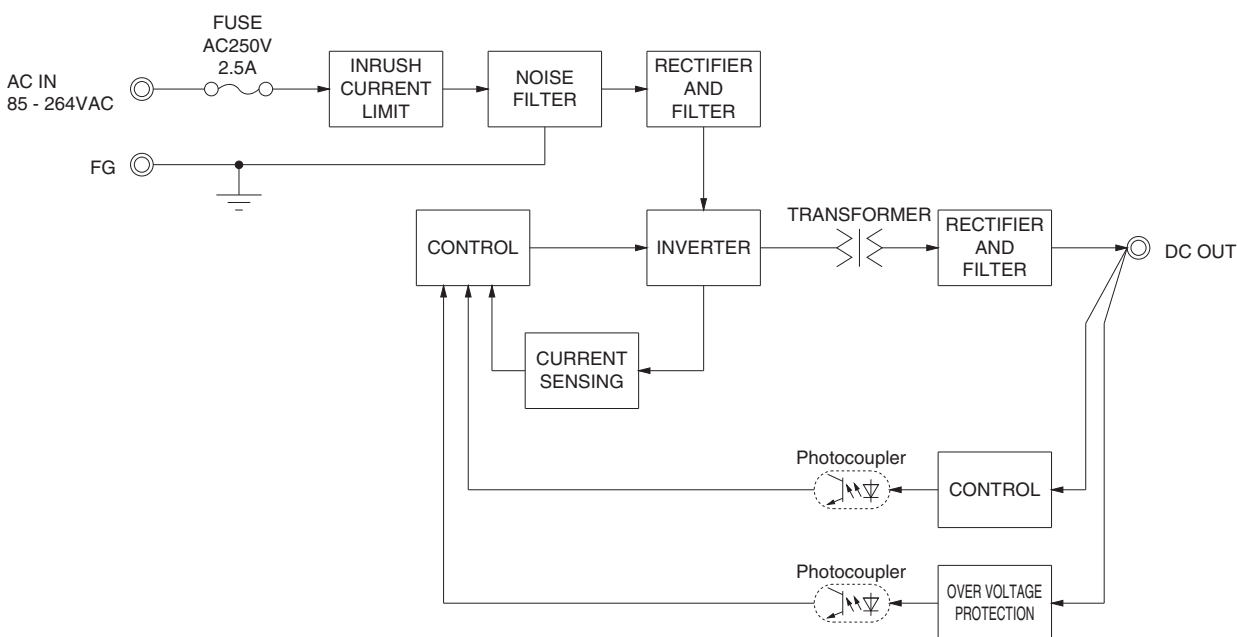 FUSE
AC250V
2.5A
AC IN
85 - 264VAC
INRUSH
CURRENT
LIMIT
NOISE
FILTER
RECTIFIER
AND
FILTER
FG
CONTROL
INVERTER
TRANSFORMER
RECTIFIER
AND
FILTER
DC OUT
CURRENT
SENSING
Photocoupler
CONTROL
Photocoupler
OVER VOLTAGE
PROTECTION